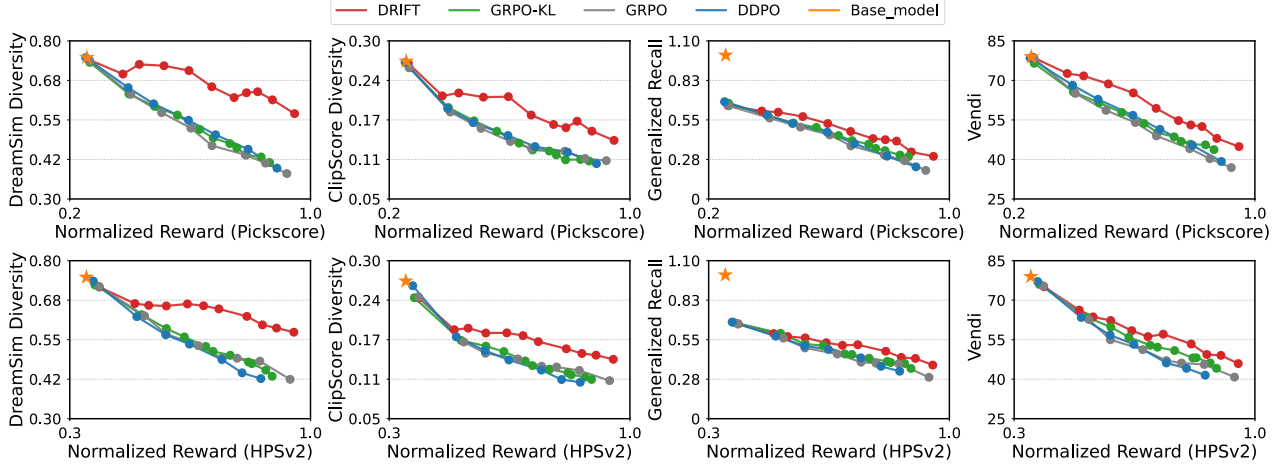 DRIFT GRPO-KL GRPO DDPO Base_model
DreamSim Diversity
0.80
0.68
0.55
0.42
0.30
0.2 1.0
Normalized Reward (Pickscore)
ClipScore Diversity
0.30
0.24
0.17
0.11
0.05
0.2 1.0
Normalized Reward (Pickscore)
Generalized Recall
1.10
0.83
0.55
0.28
0
0.2 1.0
Normalized Reward (Pickscore)
Vendi
85
70
55
40
25
0.2 1.0
Normalized Reward (Pickscore)
DreamSim Diversity
0.80
0.68
0.55
0.42
0.30
0.3 1.0
Normalized Reward (HPSv2)
ClipScore Diversity
0.30
0.24
0.17
0.11
0.05
0.3 1.0
Normalized Reward (HPSv2)
Generalized Recall
1.10
0.83
0.55
0.28
0
0.3 1.0
Normalized Reward (HPSv2)
Vendi
85
70
55
40
25
0.3 1.0
Normalized Reward (HPSv2)